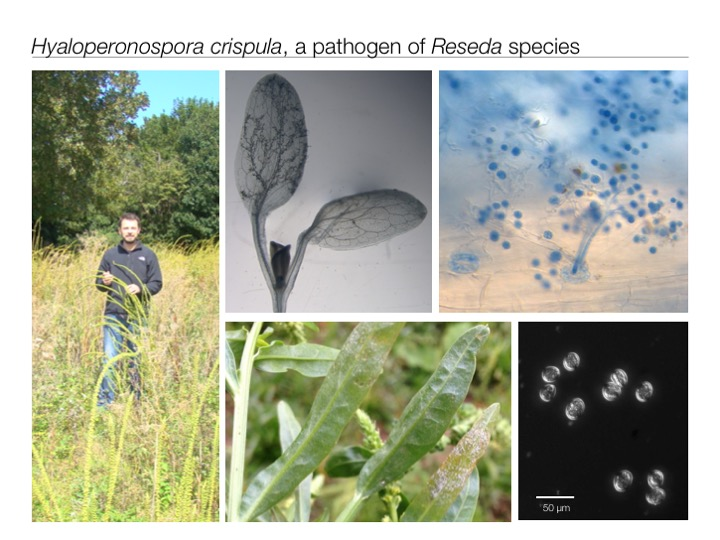 Hyaloperonospora crispula, a pathogen of Reseda species
50 µm